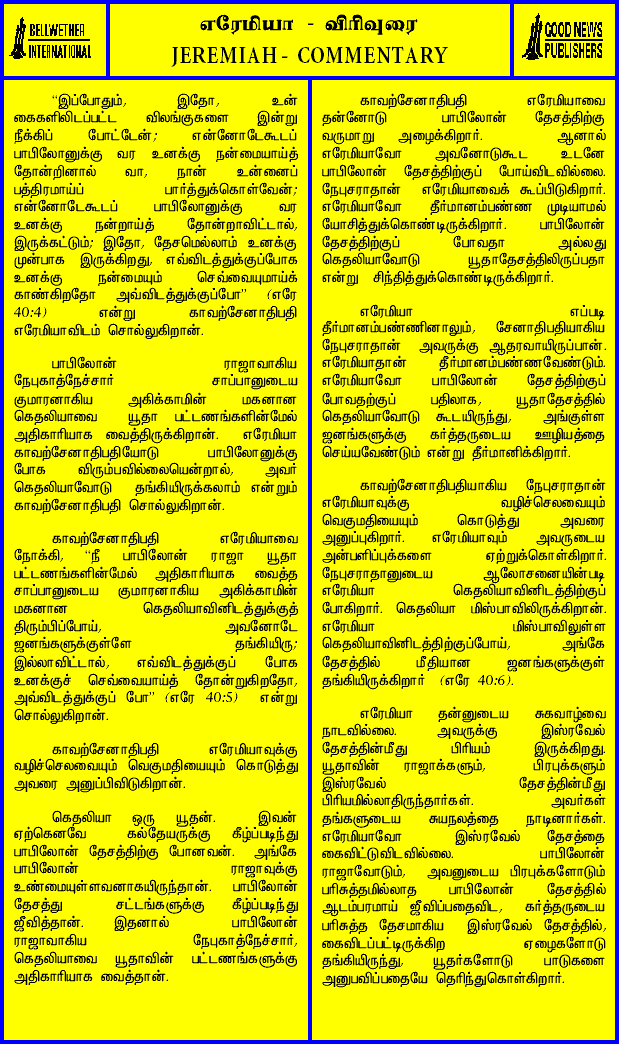 BELLWETHER
INTERNATIONAL
எரேமியா - விரிவுரை
JEREMIAH - COMMENTARY
GOOD NEWS
PUBLISHERS
“இப்போதும், இதோ, உன்
கைகளிலிடப்பட்ட விலங்குகளை இன்று
நீக்கிப் போட்டேன்; என்னோடேகூடப்
பாபிலோனுக்கு வர உனக்கு நன்மையாய்த்
தோன்றினால் வா, நான் உன்னைப்
பத்திரமாய்ப் பார்த்துக்கொள்வேன்;
என்னோடேகூடப் பாபிலோனுக்கு வர
உனக்கு நன்றாய்த் தோன்றாவிட்டால்,
இருக்கட்டும்; இதோ, தேசமெல்லாம் உனக்கு
முன்பாக இருக்கிறது, எவ்விடத்துக்குப்போக
உனக்கு நன்மையும் செவ்வையுமாய்க்
காண்கிறதோ அவ்விடத்துக்குப்போ” (எரே
40:4) என்று காவற்சேனாதிபதி
எரேமியாவிடம் சொல்லுகிறான்.
பாபிலோன் ராஜாவாகிய
நேபுகாத்நேச்சார் சாப்பானுடைய
குமாரனாகிய அகிக்காமின் மகனான
கெதலியாவை யூதா பட்டணங்களின்மேல்
அதிகாரியாக வைத்திருக்கிறான். எரேமியா
காவற்சேனாதிபதியோடு பாபிலோனுக்கு
போக விரும்பவில்லையென்றால், அவர்
கெதலியாவோடு தங்கியிருக்கலாம் என்றும்
காவற்சேனாதிபதி சொல்லுகிறான்.
காவற்சேனாதிபதி எரேமியாவை
நோக்கி, “நீ பாபிலோன் ராஜா யூதா
பட்டணங்களின்மேல் அதிகாரியாக வைத்த
சாப்பானுடைய குமாரனாகிய அகிக்காமின்
மகனான கெதலியாவினிடத்துக்குத்
திரும்பிப்போய், அவனோடே
ஜனங்களுக்குள்ளே தங்கியிரு;
இல்லாவிட்டால், எவ்விடத்துக்குப் போக
உனக்குச் செவ்வையாய்த் தோன்றுகிறதோ,
அவ்விடத்துக்குப் போ” (எரே 40:5) என்று
சொல்லுகிறான்.
காவற்சேனாதிபதி எரேமியாவுக்கு
வழிச்செலவையும் வெகுமதியையும் கொடுத்து
அவரை அனுப்பிவிடுகிறான்.
கெதலியா ஒரு யூதன். இவன்
ஏற்கெனவே கல்தேயருக்கு கீழ்ப்படிந்து
பாபிலோன் தேசத்திற்கு போனவன். அங்கே
பாபிலோன் ராஜாவுக்கு
உண்மையுள்ளவனாகயிருந்தான். பாபிலோன்
தேசத்து சட்டங்களுக்கு கீழ்ப்படிந்து
ஜீவித்தான். இதனால் பாபிலோன்
ராஜாவாகிய நேபுகாத்நேச்சார்,
கெதலியாவை யூதாவின் பட்டணங்களுக்கு
அதிகாரியாக வைத்தான்.
காவற்சேனாதிபதி எரேமியாவை
தன்னோடு பாபிலோன் தேசத்திற்கு
வருமாறு அழைக்கிறார். ஆனால்
எரேமியாவோ அவனோடுகூட உடனே
பாபிலோன் தேசத்திற்குப் போய்விடவில்லை.
நேபுசராதான் எரேமியாவைக் கூப்பிடுகிறார்.
எரேமியாவோ தீர்மானம்பண்ண முடியாமல்
யோசித்துக்கொண்டிருக்கிறார். பாபிலோன்
தேசத்திற்குப் போவதா அல்லது
கெதலியாவோடு யூதாதேசத்திலிருப்பதா
என்று சிந்தித்துக்கொண்டிருக்கிறார்.
எரேமியா எப்படி
தீர்மானம்பண்ணினாலும், சேனாதிபதியாகிய
நேபுசராதான் அவருக்கு ஆதரவாயிருப்பான்.
எரேமியாதான் தீர்மானம்பண்ணவேண்டும்.
எரேமியாவோ பாபிலோன் தேசத்திற்குப்
போவதற்குப் பதிலாக, யூதாதேசத்தில்
கெதலியாவோடு கூடயிருந்து, அங்குள்ள
ஜனங்களுக்கு கர்த்தருடைய ஊழியத்தை
செய்யவேண்டும் என்று தீர்மானிக்கிறார்.
காவற்சேனாதிபதியாகிய நேபுசராதான்
எரேமியாவுக்கு வழிச்செலவையும்
வெகுமதியையும் கொடுத்து அவரை
அனுப்புகிறார். எரேமியாவும் அவருடைய
அன்பளிப்புக்களை ஏற்றுக்கொள்கிறார்.
நேபுசராதானுடைய ஆலோசனையின்படி
எரேமியா கெதலியாவினிடத்திற்குப்
போகிறார். கெதலியா மிஸ்பாவிலிருக்கிறான்.
எரேமியா மிஸ்பாவிலுள்ள
கெதலியாவினிடத்திற்குப்போய், அங்கே
தேசத்தில் மீதியான ஜனங்களுக்குள்
தங்கியிருக்கிறார் (எரே 40:6).
எரேமியா தன்னுடைய சுகவாழ்வை
நாடவில்லை. அவருக்கு இஸ்ரவேல்
தேசத்தின்மீது பிரியம் இருக்கிறது.
யூதாவின் ராஜாக்களும், பிரபுக்களும்
இஸ்ரவேல் தேசத்தின்மீது
பிரியமில்லாதிருந்தார்கள். அவர்கள்
தங்களுடைய சுயநலத்தை நாடினார்கள்.
எரேமியாவோ இஸ்ரவேல் தேசத்தை
கைவிட்டுவிடவில்லை. பாபிலோன்
ராஜாவோடும், அவனுடைய பிரபுக்களோடும்
பரிசுத்தமில்லாத பாபிலோன் தேசத்தில்
ஆடம்பரமாய் ஜீவிப்பதைவிட, கர்த்தருடைய
பரிசுத்த தேசமாகிய இஸ்ரவேல் தேசத்தில்,
கைவிடப்பட்டிருக்கிற ஏழைகளோடு
தங்கியிருந்து, யூதர்களோடு பாடுகளை
அனுபவிப்பதையே தெரிந்துகொள்கிறார்.